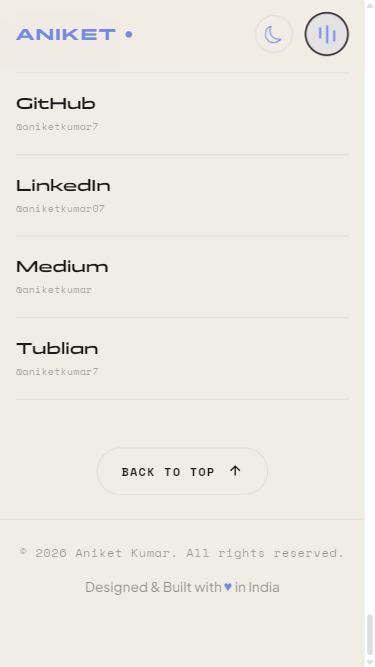 ANIKET
GitHub
@aniketkumar7
LinkedIn
@aniketkumar07
Medium
@aniketkumar
Tublian
@aniketkumar7
BACK TO TOP ↑
© 2026 Aniket Kumar. All rights reserved.
Designed & Built with ♥ in India